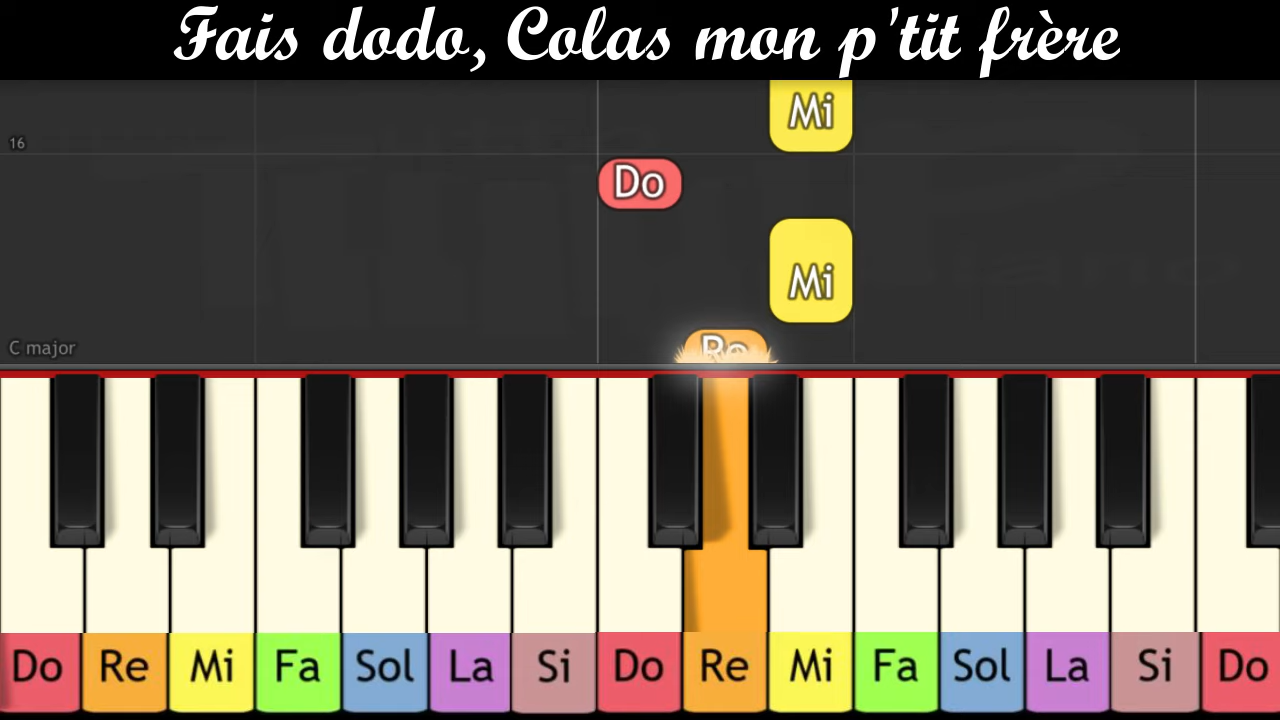 Fais dodo, Colas mon p'tit frère
Mi
16
Do
Mi
C major
Re
Do Re Mi Fa Sol La Si Do Re Mi Fa Sol La Si Do